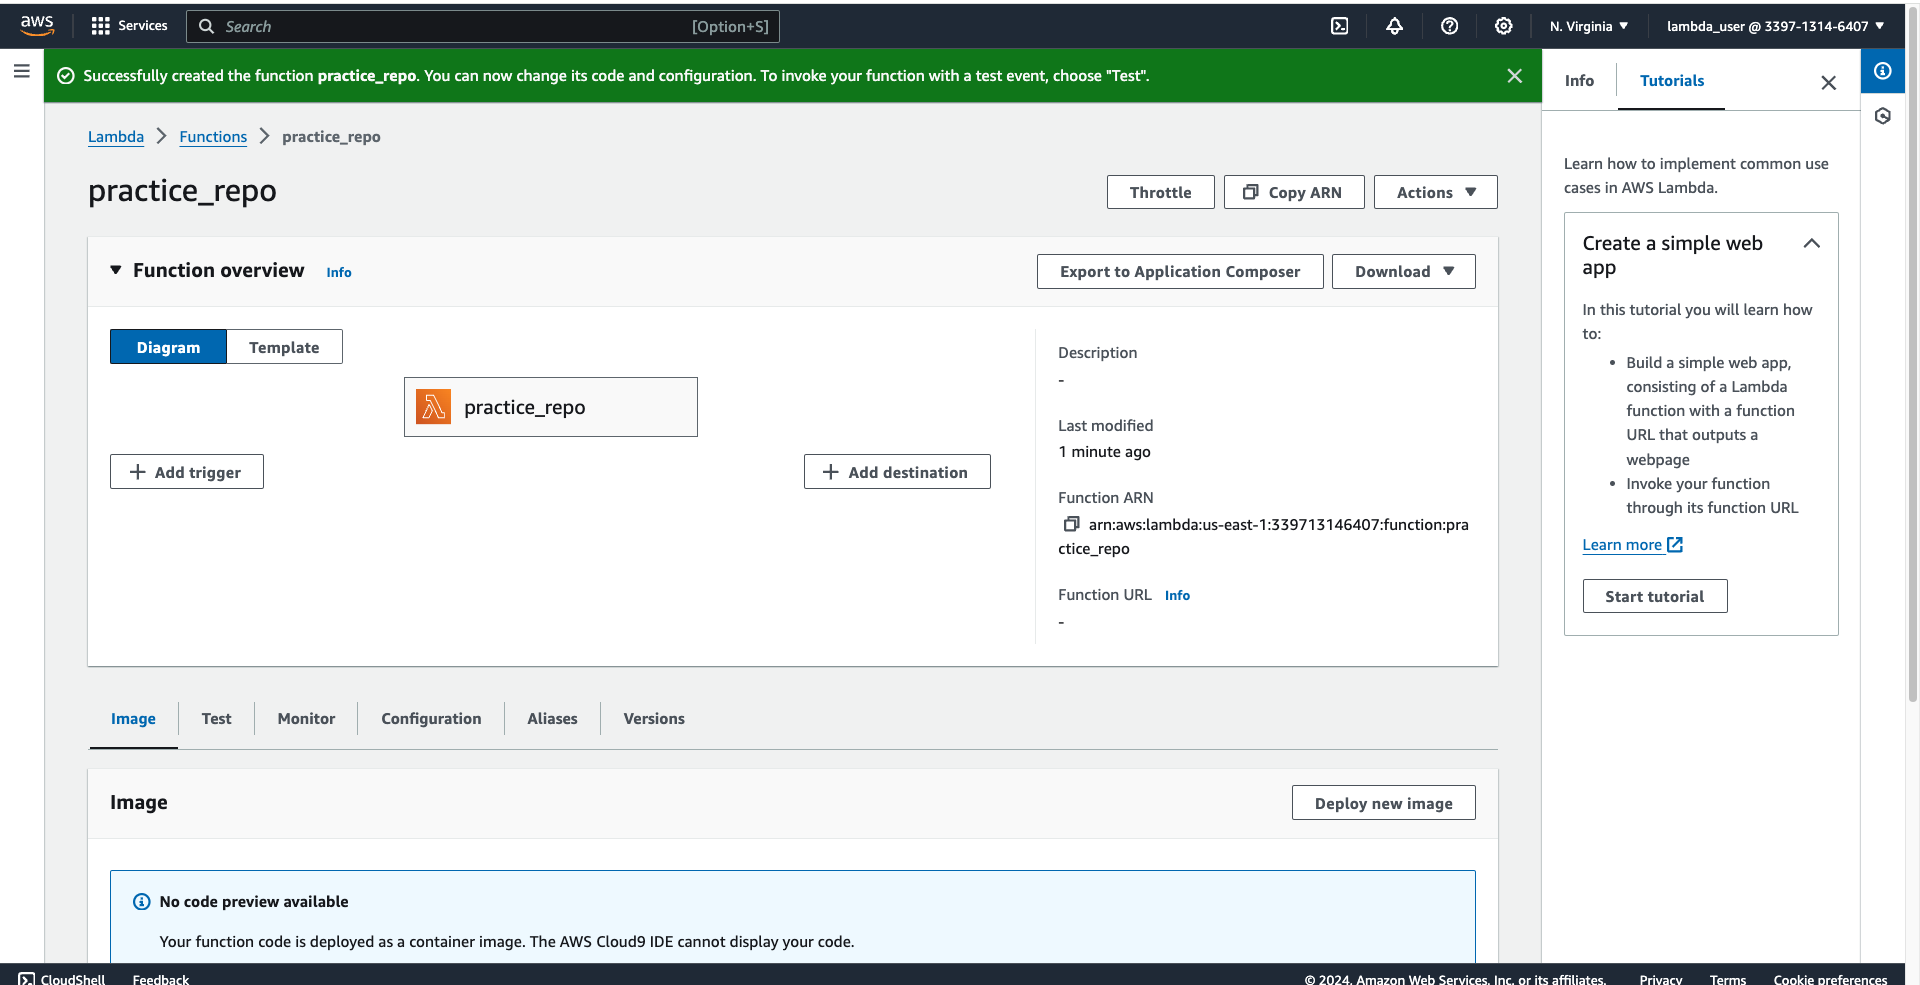 aws
Services
Search
[Option+S]
N. Virginia
lambda_user @ 3397-1314-6407
Successfully created the function practice_repo. You can now change its code and configuration. To invoke your function with a test event, choose "Test".
Lambda
Functions
practice_repo
practice_repo
Throttle
Copy ARN
Actions
Function overview
Info
Export to Application Composer
Download
Diagram
Template
practice_repo
Add trigger
Add destination
Description
-
Last modified
1 minute ago
Function ARN
arn:aws:lambda:us-east-1:339713146407:function:pra
ctice_repo
Function URL
Info
-
Image
Test
Monitor
Configuration
Aliases
Versions
Image
Deploy new image
No code preview available
Your function code is deployed as a container image. The AWS Cloud9 IDE cannot display your code.
Info
Tutorials
Learn how to implement common use
cases in AWS Lambda.
Create a simple web
app
In this tutorial you will learn how
to:
• Build a simple web app,
consisting of a Lambda
function with a function
URL that outputs a
webpage
• Invoke your function
through its function URL
Learn more
Start tutorial
CloudShell
Feedback
© 2024, Amazon Web Services, Inc. or its affiliates.
Privacy
Terms
Cookie preferences